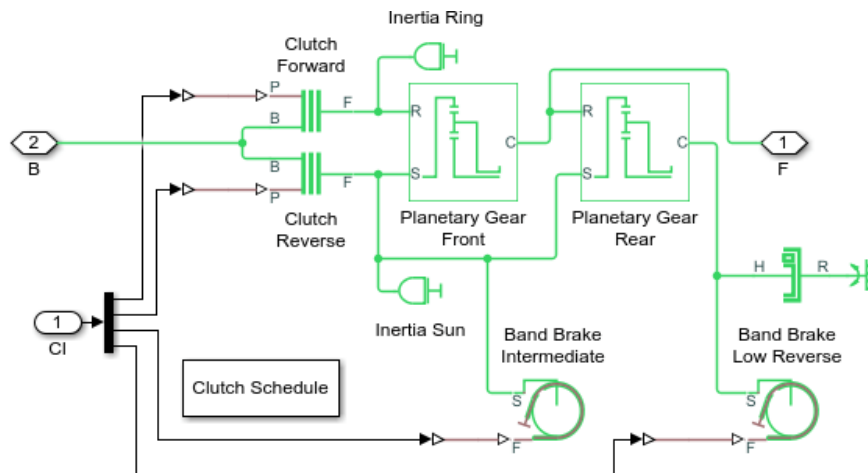 Inertia Ring
Clutch
Forward
P
F
B
R
C
R
C
2
B
1
F
B
F
S
S
P
Clutch
Reverse
Planetary Gear
Front
Planetary Gear
Rear
H
R
1
CI
Inertia Sun
Band Brake
Intermediate
Band Brake
Low Reverse
Clutch Schedule
S
S
F
F